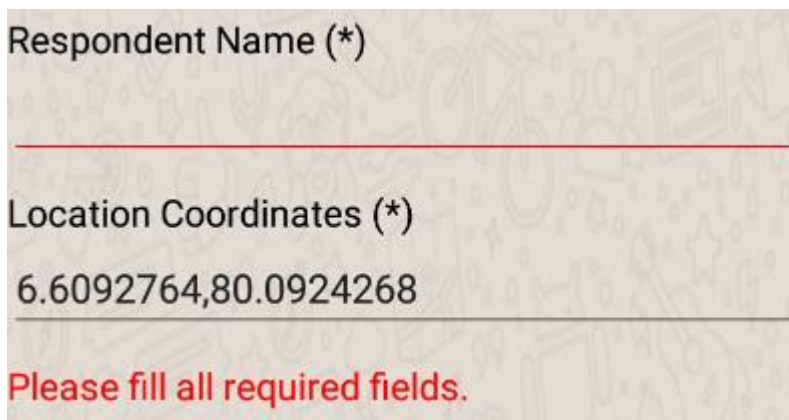 Respondent Name (*)
Location Coordinates (*)
6.6092764,80.0924268
Please fill all required fields.